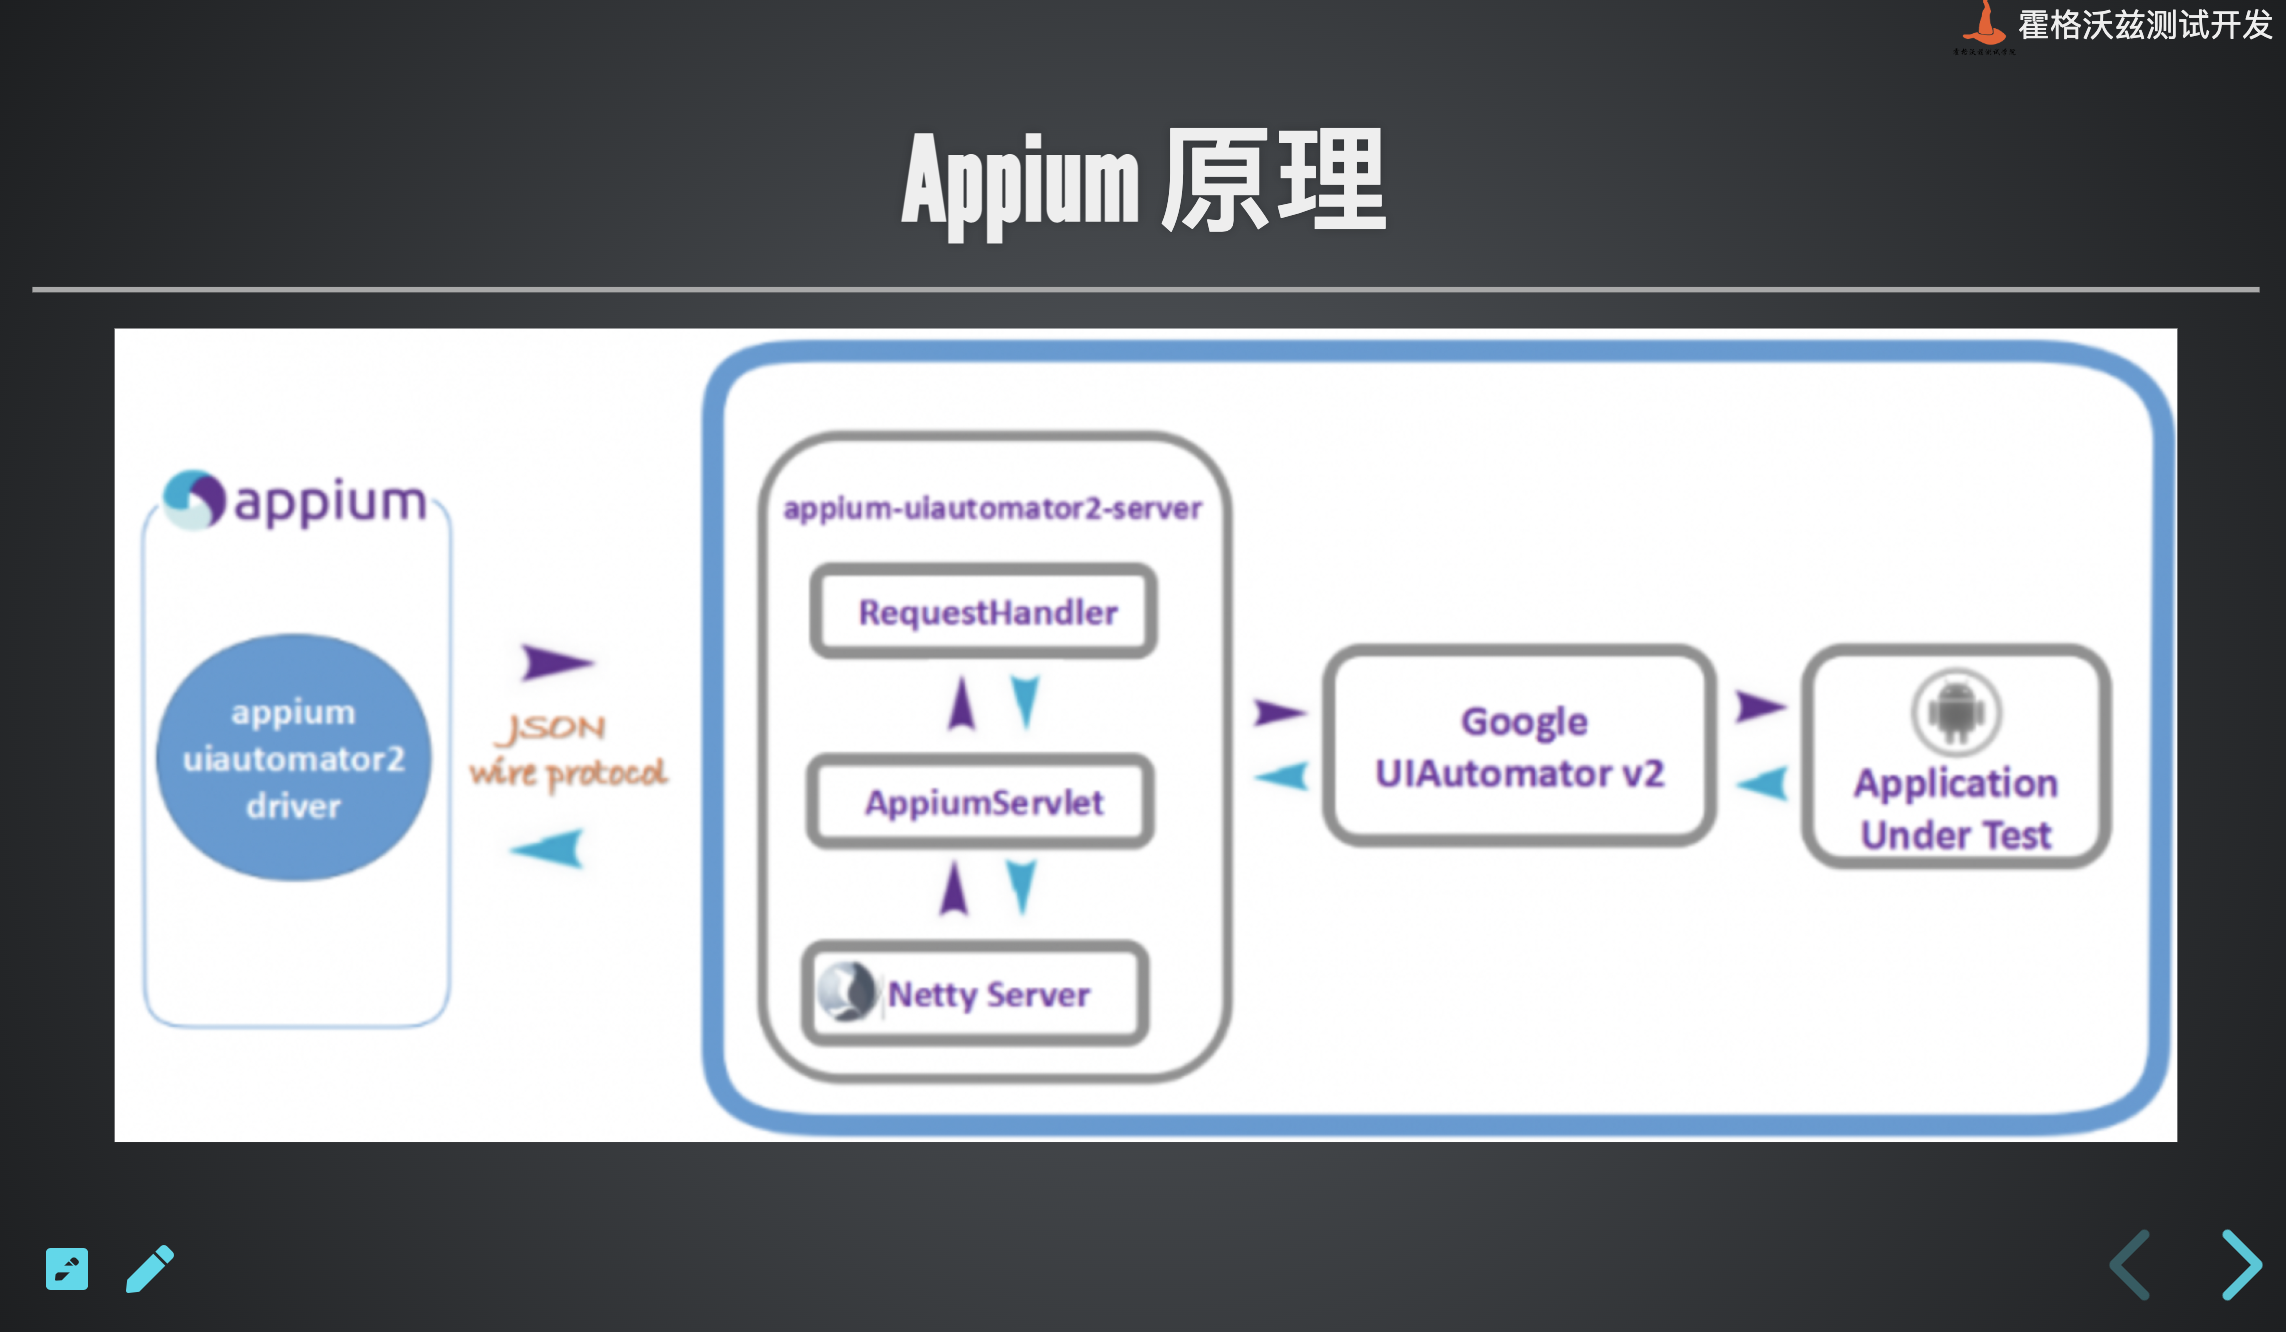 霍格沃兹测试开发
Appium 原理
appium
appium
uiautomator2
driver
JSON
wire protocol
appium-uiautomator2-server
RequestHandler
AppiumServlet
Netty Server
Google
UIAutomator v2
Application
Under Test